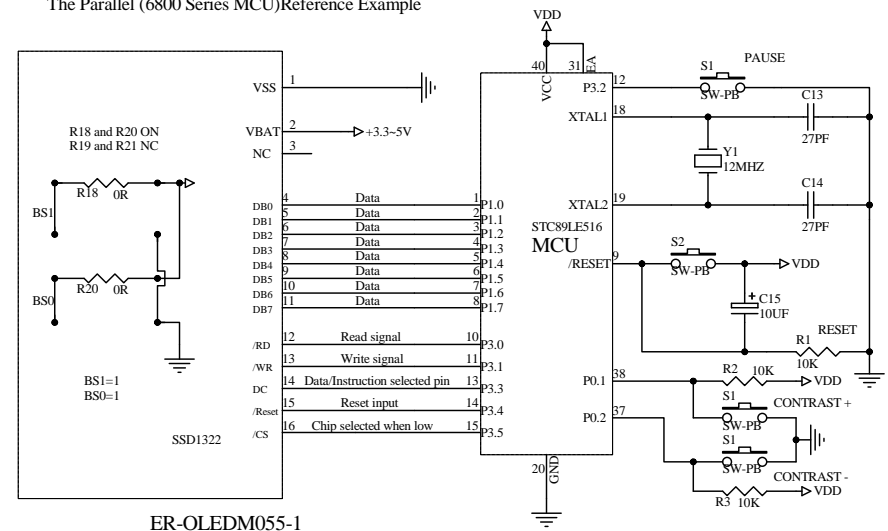 The Parallel (6800 Series MCU)Reference Example
VDD
40
31
EA
VCC
S1
PAUSE
SW-PB
P3.2
12
XTAL1
18
C13
27PF
Y1
12MHZ
XTAL2
19
C14
27PF
STC89LE516
MCU
/RESET
9
S2
SW-PB
VDD
C15
10UF
R1
RESET
10K
P0.1
38
R2
10K
VDD
S1
CONTRAST +
SW-PB
P0.2
37
S1
SW-PB
CONTRAST -
R3
10K
VDD
20
GND
VSS
1
VBAT
2
+3.3~5V
NC
3
R18 and R20 ON
R19 and R21 NC
R18
0R
BS1
R20
0R
BS0
BS1=1
BS0=1
DB0
4
Data
1
P1.0
DB1
5
Data
2
P1.1
DB2
6
Data
3
P1.2
DB3
7
Data
4
P1.3
DB4
8
Data
5
P1.4
DB5
9
Data
6
P1.5
DB6
10
Data
7
P1.6
DB7
11
Data
8
P1.7
/RD
12
Read signal
10
P3.0
/WR
13
Write signal
11
P3.1
DC
14
Data/Instruction selected pin
13
P3.3
/Reset
15
Reset input
14
P3.4
/CS
16
Chip selected when low
15
P3.5
SSD1322
ER-OLEDM055-1